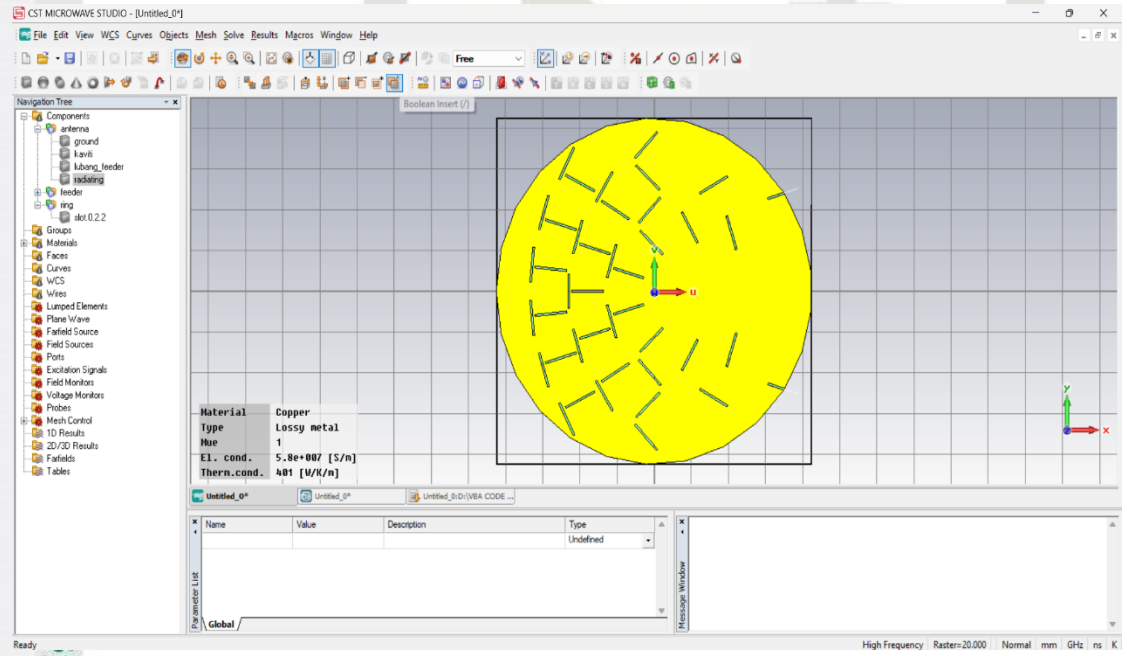 CST MICROWAVE STUDIO - [Untitled_0*]
File Edit View WCS Curves Objects Mesh Solve Results Macros Window Help
Free
Boolean Insert (/)
Navigation Tree
Components
antenna
ground
kaviti
lubang_feeder
radiating
feeder
ring
slot.0.2.2
Groups
Materials
Faces
Curves
WCS
Wires
Lumped Elements
Plane Wave
Farfield Source
Field Sources
Ports
Excitation Signals
Field Monitors
Voltage Monitors
Probes
Mesh Control
1D Results
2D/3D Results
Farfields
Tables
v
u
y
x
Material Copper
Type Lossy metal
Mue 1
El. cond. 5.8e+007 [S/m]
Therm.cond. 401 [W/K/m]
Untitled_0* Untitled_0* Untitled_0:D:\VBA CODE ...
Name Value Description Type
Undefined
Parameter List
Global
Message Window
Ready High Frequency Raster=20.000 Normal mm GHz ns K